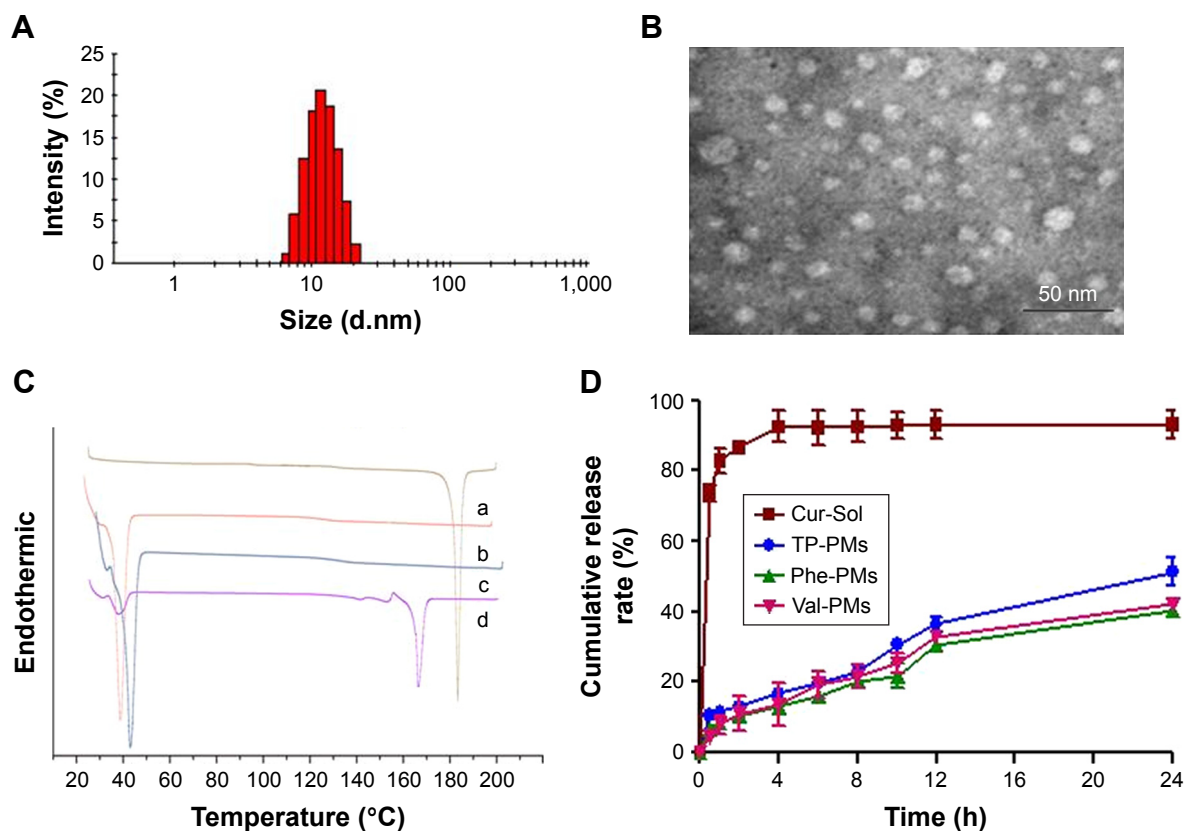 A
25
20
15
10
5
0
Intensity (%)
1 10 100 1,000
Size (d.nm)
B
50 nm
C
Endothermic
a
b
c
d
20 40 60 80 100 120 140 160 180 200
Temperature (°C)
D
100
80
60
40
20
0
Cumulative release
rate (%)
Cur-Sol
TP-PMs
Phe-PMs
Val-PMs
0 4 8 12 16 20 24
Time (h)